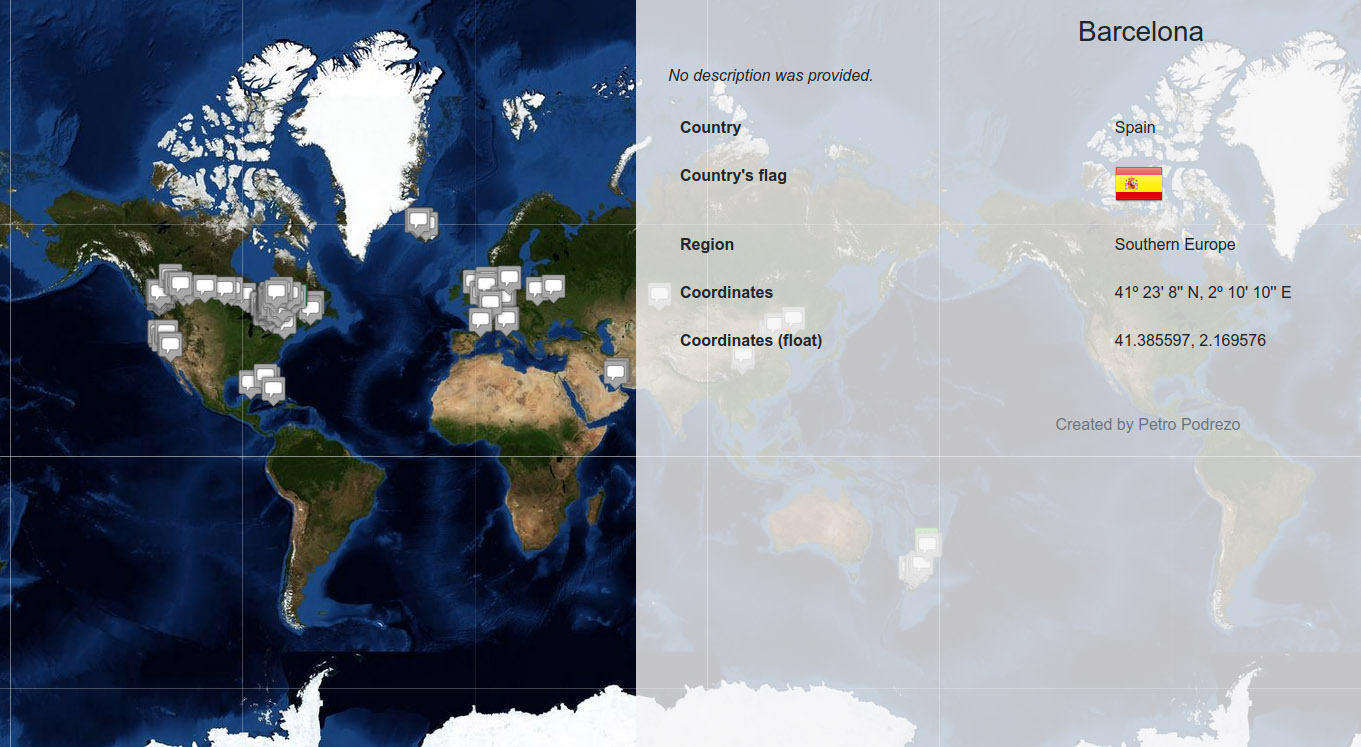 Barcelona
No description was provided.
Country Spain
Country's flag
Region Southern Europe
Coordinates 41º 23' 8" N, 2º 10' 10" E
Coordinates (float) 41.385597, 2.169576
Created by Petro Podrezo